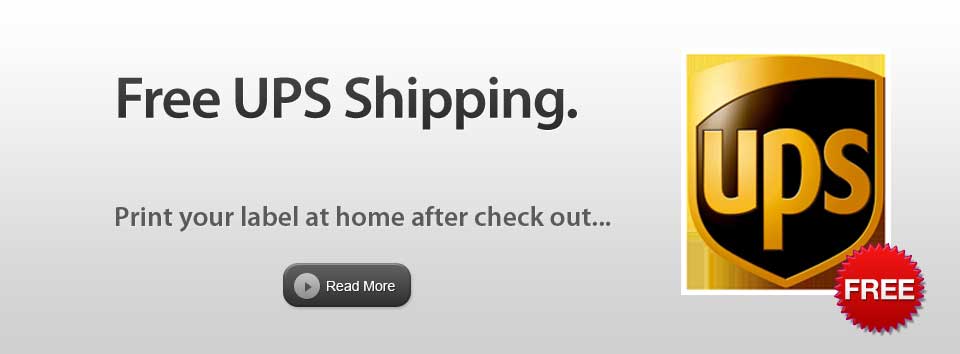 Free UPS Shipping.
Print your label at home after check out...
Read More
ups
FREE